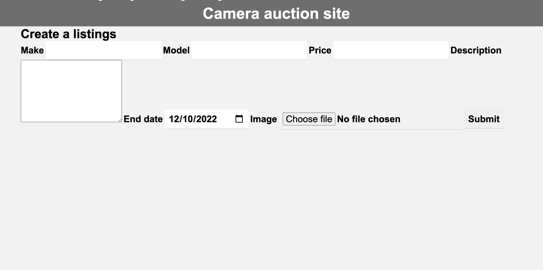 Camera auction site
Create a listings
Make Model Price Description
End date 12/10/2022 Image Choose file No file chosen Submit